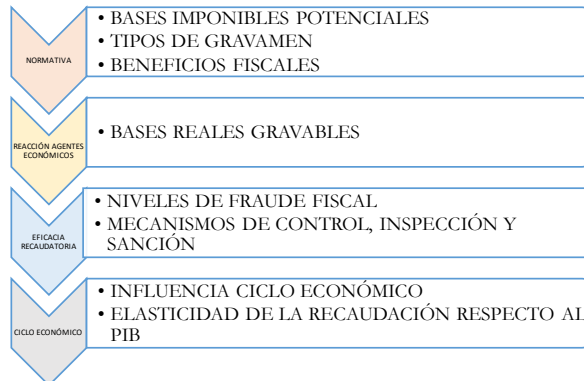 NORMATIVA
• BASES IMPONIBLES POTENCIALES
• TIPOS DE GRAVAMEN
• BENEFICIOS FISCALES
REACCIÓN AGENTES
ECONÓMICOS
• BASES REALES GRAVABLES
EFICACIA
RECAUDATORIA
• NIVELES DE FRAUDE FISCAL
• MECANISMOS DE CONTROL, INSPECCIÓN Y
SANCIÓN
CICLO ECONÓMICO
• INFLUENCIA CICLO ECONÓMICO
• ELASTICIDAD DE LA RECAUDACIÓN RESPECTO AL
PIB